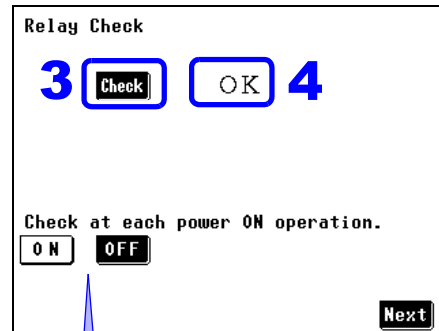 Relay Check
3 Check OK 4
Check at each power ON operation.
ON OFF
Next